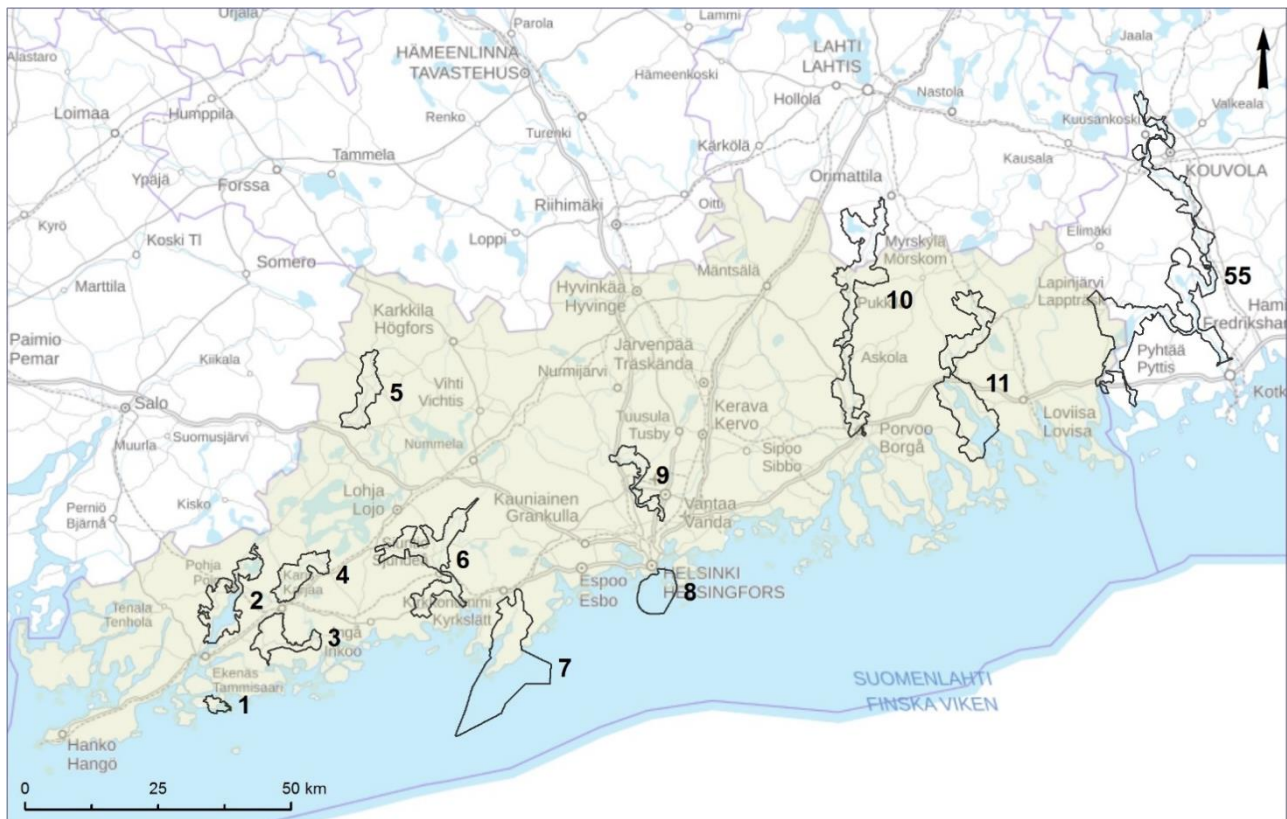 Urjala
Parola
Lammi
Jaala
Alastaro
HÄMEENLINNA
TAVASTEHUS
LAHTI
LAHTIS
Hämeenkoski
Hollola
Nastola
Valkeala
Kuusankoski
Loimaa
Humppila
Renko
Turenki
Kärkölä
Kausala
KOUVOLA
Tammela
Ypäjä
Forssa
Orimattila
Kyrö
Koski Tl
Riihimäki
Oitti
Loppi
Elimäki
Myrskylä
Mörskom
Somero
Marttila
Mäntsälä
Lapinjärvi
55
Hyvinkää
Hyvinge
10
Karkkila
Högfors
Fredriksham
Paimio
Pemar
Kiikala
Järvenpää
Träskända
Nurmijärvi
Askola
Pyhtää
Pyttis
5
Vihti
Vichtis
11
Salo
Suomusjärvi
Muurla
Nummela
Tuusula
Tusby
Kerava
Kervo
Sipoo
Sibbo
Porvoo
Borgå
Loviisa
Lovisa
9
Kisko
Lohja
Lojo
Kauniainen
Grankulla
Vantaa
Vanda
Perniö
Bjärnå
6
Pohja
4
Karjaa
Espoo
Esbo
HELSINKI
HELSINGFORS
8
2
Tenala
Tenhola
Kirkkonummi
Kyrkslätt
3
Inkoo
7
Ekenäs
Tammisaari
1
SUOMENLAHTI
FINSKA VIKEN
Hanko
Hangö
0 25 50 km